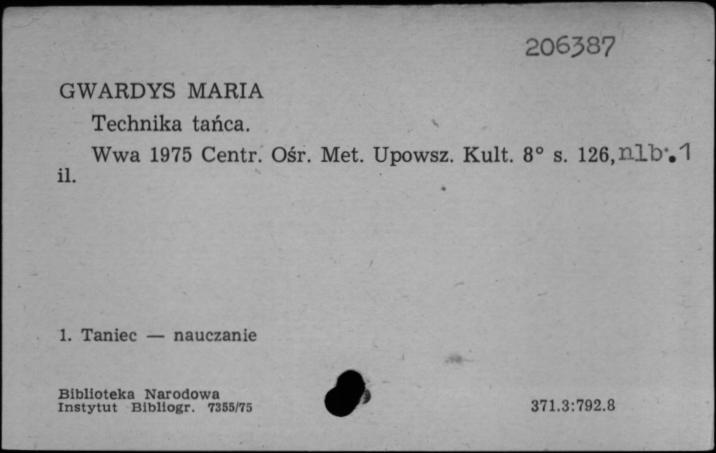 206387
GWARDYS MARIA
Technika tańca.
Wwa 1975 Centr. Ośr. Met. Upowsz. Kult. 8° s. 126, nlb. 1
il.
1. Taniec — nauczanie
Biblioteka Narodowa
Instytut Bibliogr. 7355/75
371.3:792.8